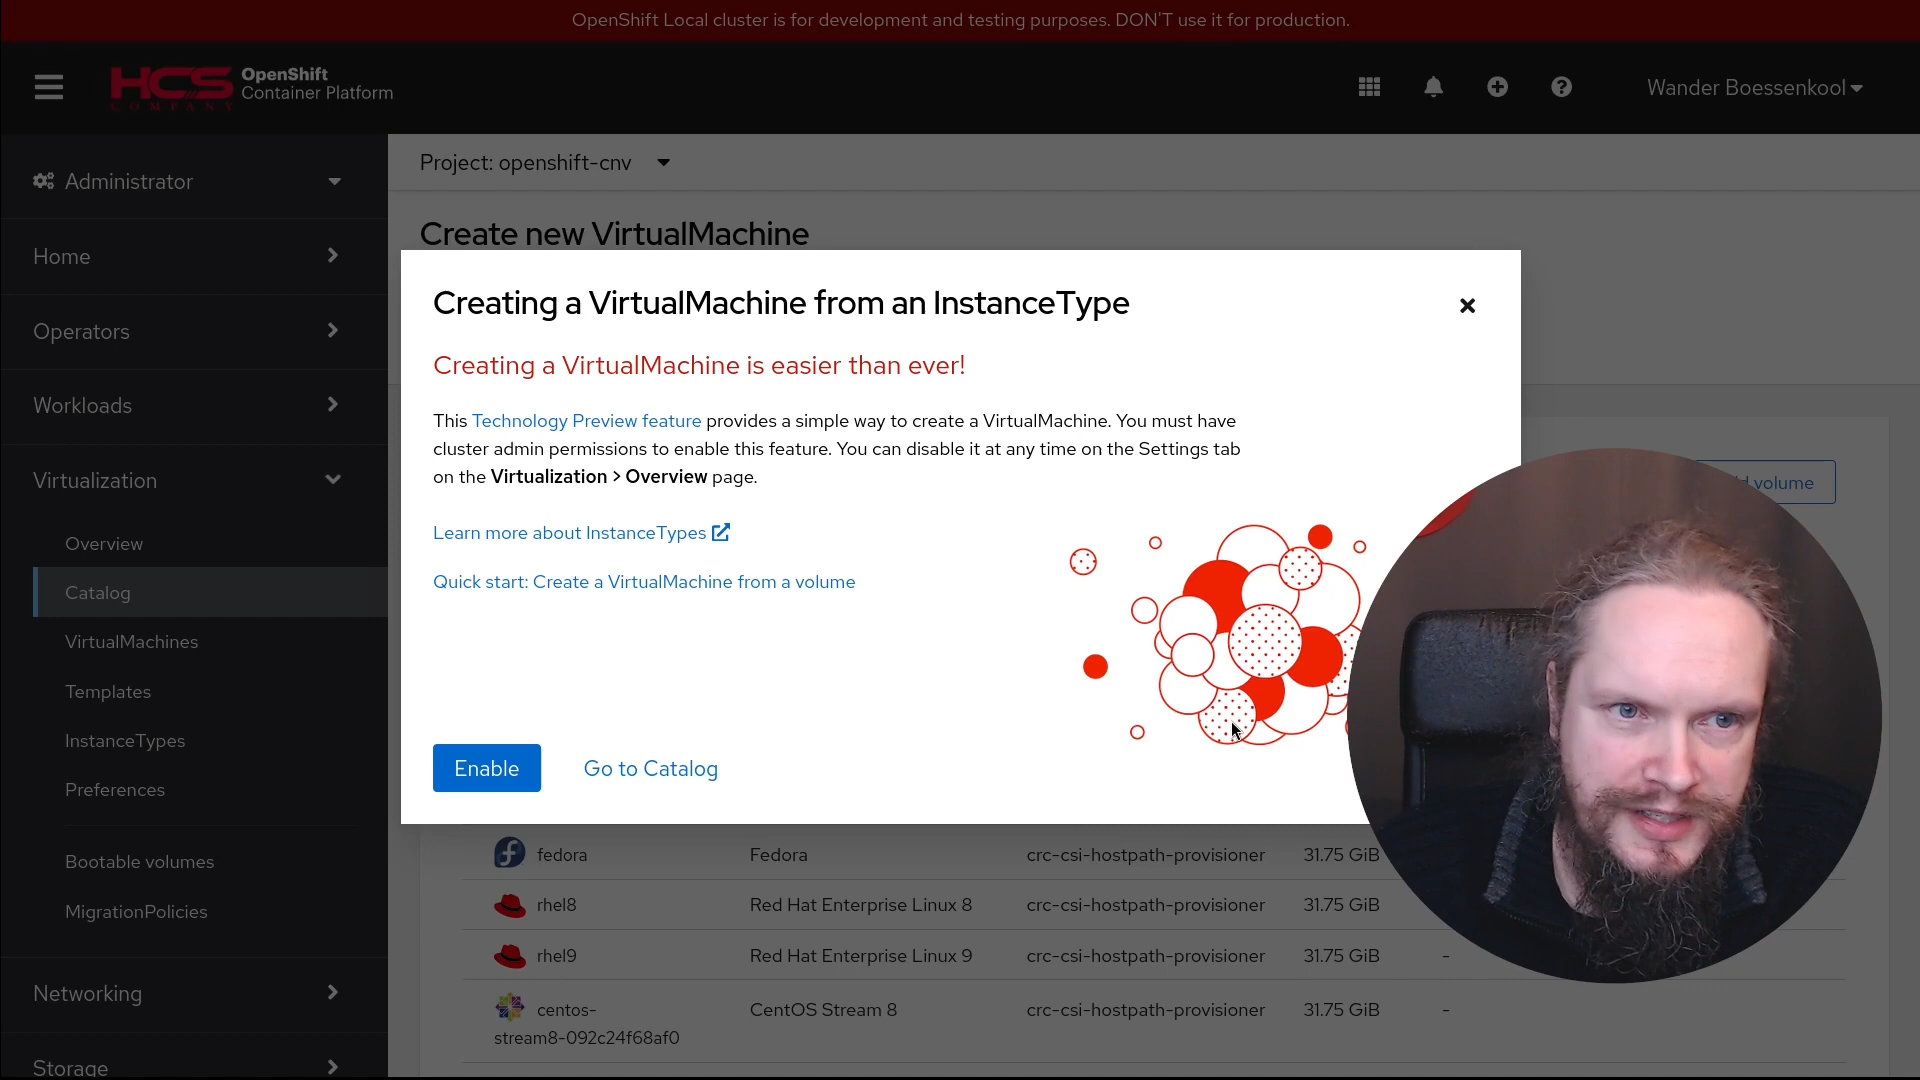 OpenShift Local cluster is for development and testing purposes. DON'T use it for production.
HCS
COMPANY
OpenShift
Container Platform
Wander Boessenkool
Administrator
Project: openshift-cnv
Home
Create new VirtualMachine
Creating a VirtualMachine from an InstanceType
Operators
Creating a VirtualMachine is easier than ever!
Workloads
This Technology Preview feature provides a simple way to create a VirtualMachine. You must have
cluster admin permissions to enable this feature. You can disable it at any time on the Settings tab
on the Virtualization > Overview page.
Virtualization
volume
Learn more about InstanceTypes
Overview
Quick start: Create a VirtualMachine from a volume
Catalog
VirtualMachines
Templates
InstanceTypes
Enable
Go to Catalog
Preferences
fedora Fedora crc-csi-hostpath-provisioner 31.75 GiB
Bootable volumes
rhel8 Red Hat Enterprise Linux 8 crc-csi-hostpath-provisioner 31.75 GiB
MigrationPolicies
rhel9 Red Hat Enterprise Linux 9 crc-csi-hostpath-provisioner 31.75 GiB -
Networking
centos-
stream8-092c24f68af0 CentOS Stream 8 crc-csi-hostpath-provisioner 31.75 GiB -
Storage